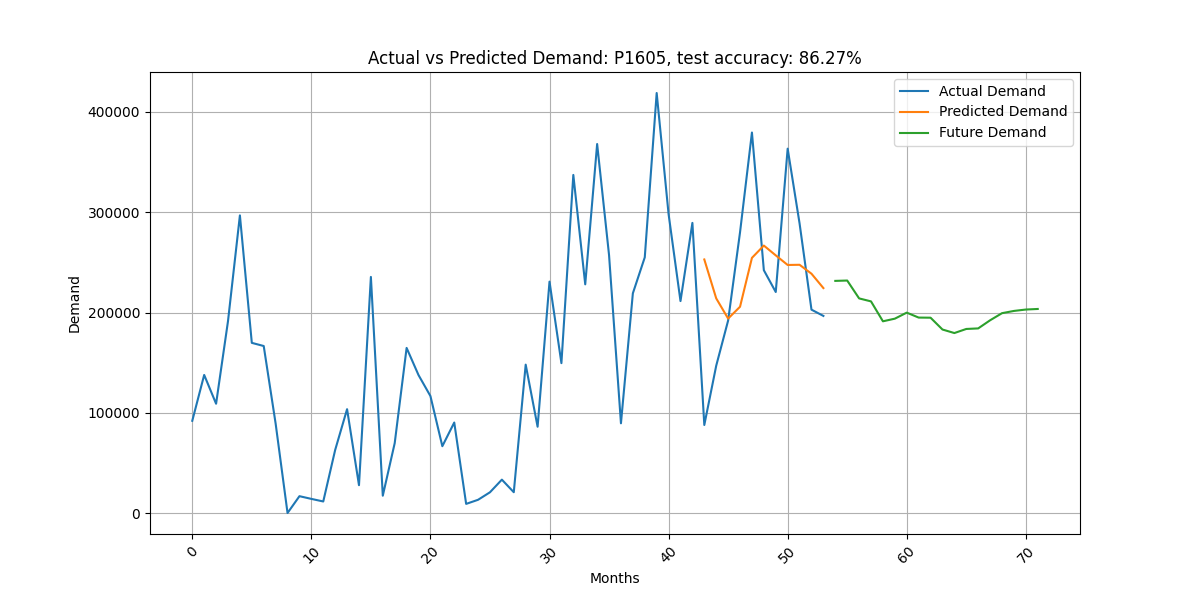 Actual vs Predicted Demand: P1605, test accuracy: 86.27%
Actual Demand
Predicted Demand
Future Demand
400000
300000
200000
100000
0
Demand
0 10 20 30 40 50 60 70
Months